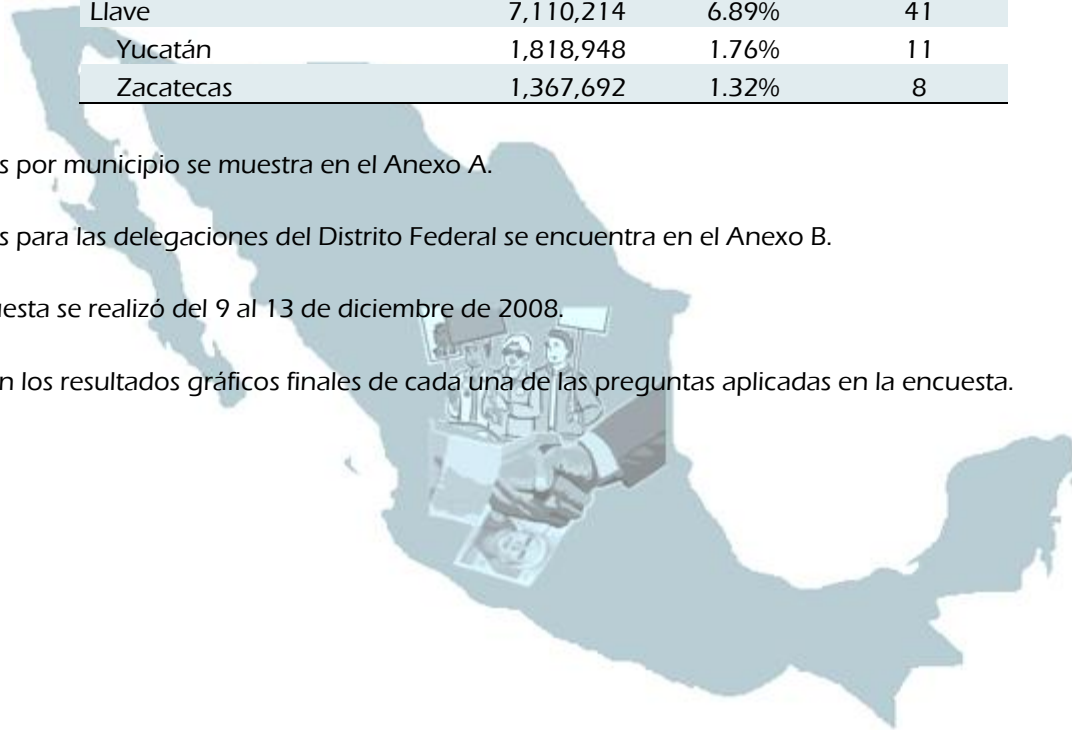 Llave 7,110,214 6.89% 41
Yucatán 1,818,948 1.76% 11
Zacatecas 1,367,692 1.32% 8
s por municipio se muestra en el Anexo A.
s para las delegaciones del Distrito Federal se encuentra en el Anexo B.
uesta se realizó del 9 al 13 de diciembre de 2008.
n los resultados gráficos finales de cada una de las preguntas aplicadas en la encuesta.